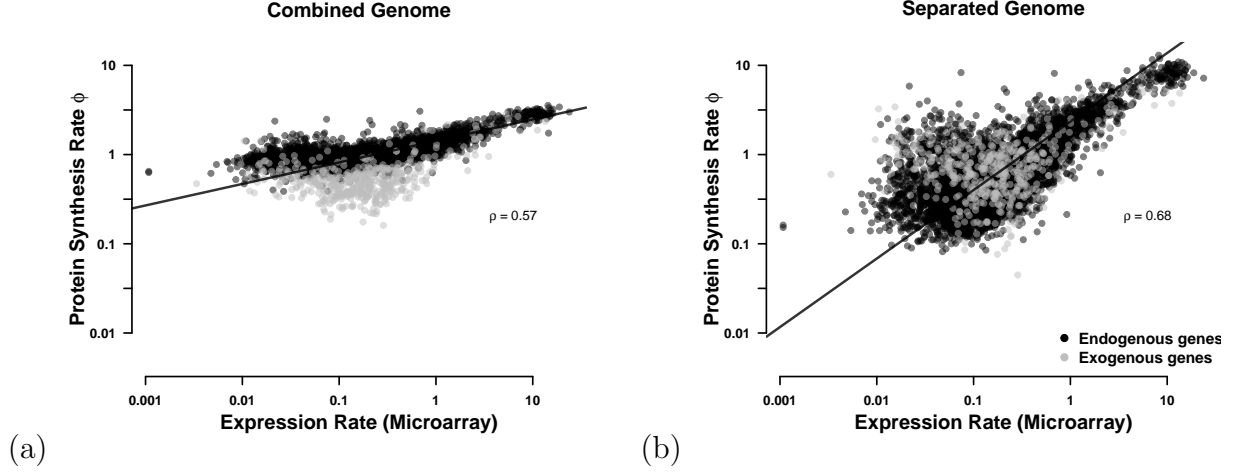 Combined Genome
Protein Synthesis Rate ϕ
10
1
0.1
0.01
ρ = 0.57
0.001
0.01
0.1
1
10
Expression Rate (Microarray)
(a)
Separated Genome
Protein Synthesis Rate ϕ
10
1
0.1
0.01
ρ = 0.68
Endogenous genes
Exogenous genes
0.001
0.01
0.1
1
10
Expression Rate (Microarray)
(b)